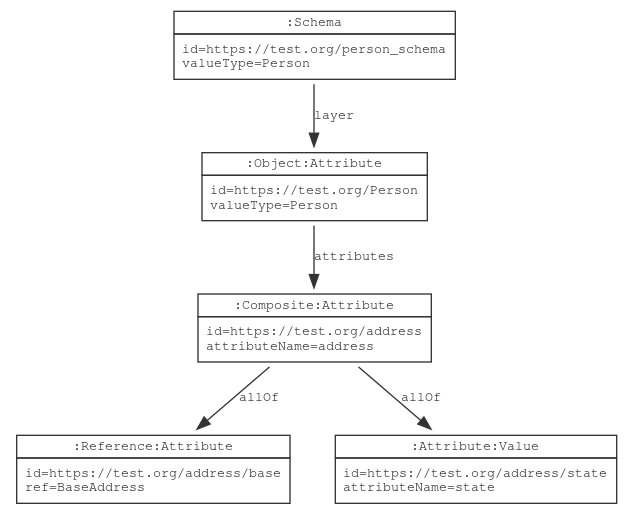 :Schema
id=https://test.org/person_schema
valueType=Person
layer
:Object:Attribute
id=https://test.org/Person
valueType=Person
attributes
:Composite:Attribute
id=https://test.org/address
attributeName=address
allOf
allOf
:Reference:Attribute
id=https://test.org/address/base
ref=BaseAddress
:Attribute:Value
id=https://test.org/address/state
attributeName=state